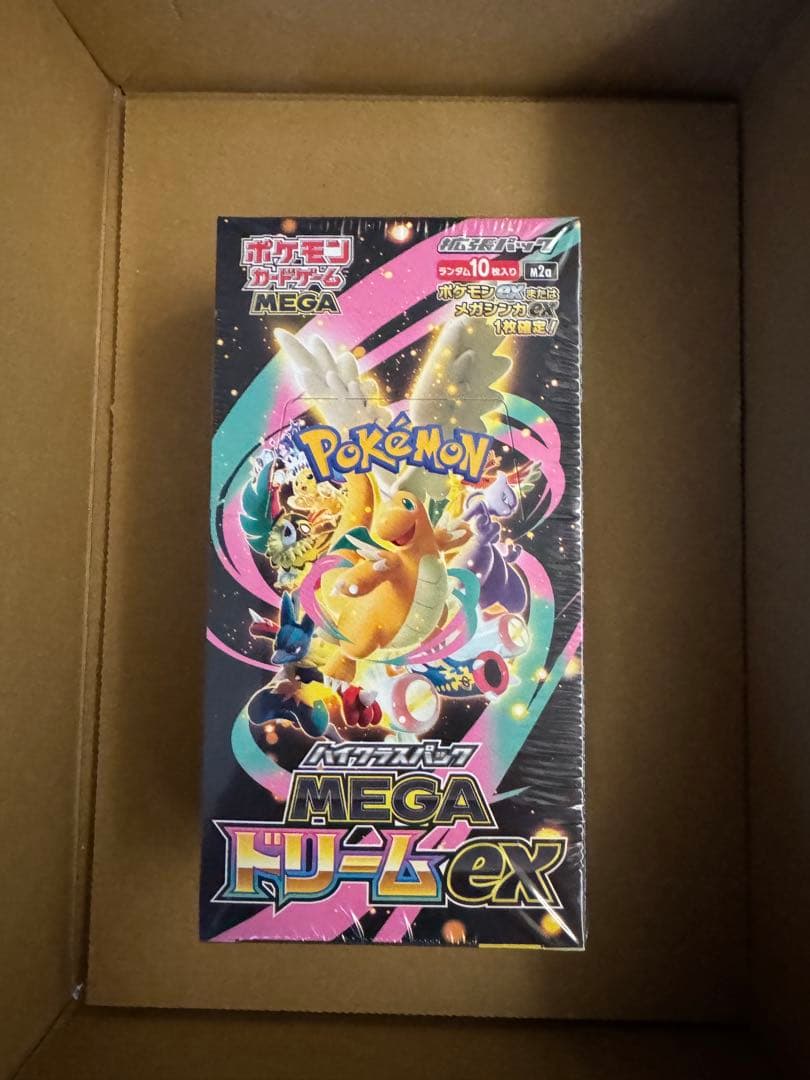 ポケモン
カードゲーム
MEGA
拡張パック
ランダム10枚入り
M2a
ポケモンexまたは
メガシンカex
1枚確定!
POKéMON
ハイクラスパック
MEGA
ドリームex